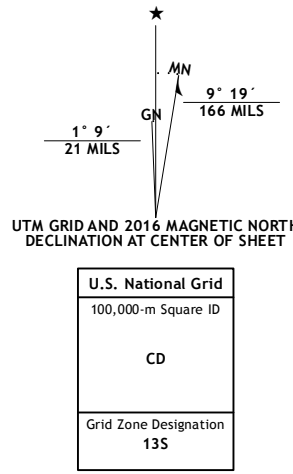 MN
GN
9° 19´
166 MILS
1° 9´
21 MILS
UTM GRID AND 2016 MAGNETIC NORTH
DECLINATION AT CENTER OF SHEET
U.S. National Grid
100,000-m Square ID
CD
Grid Zone Designation
13S